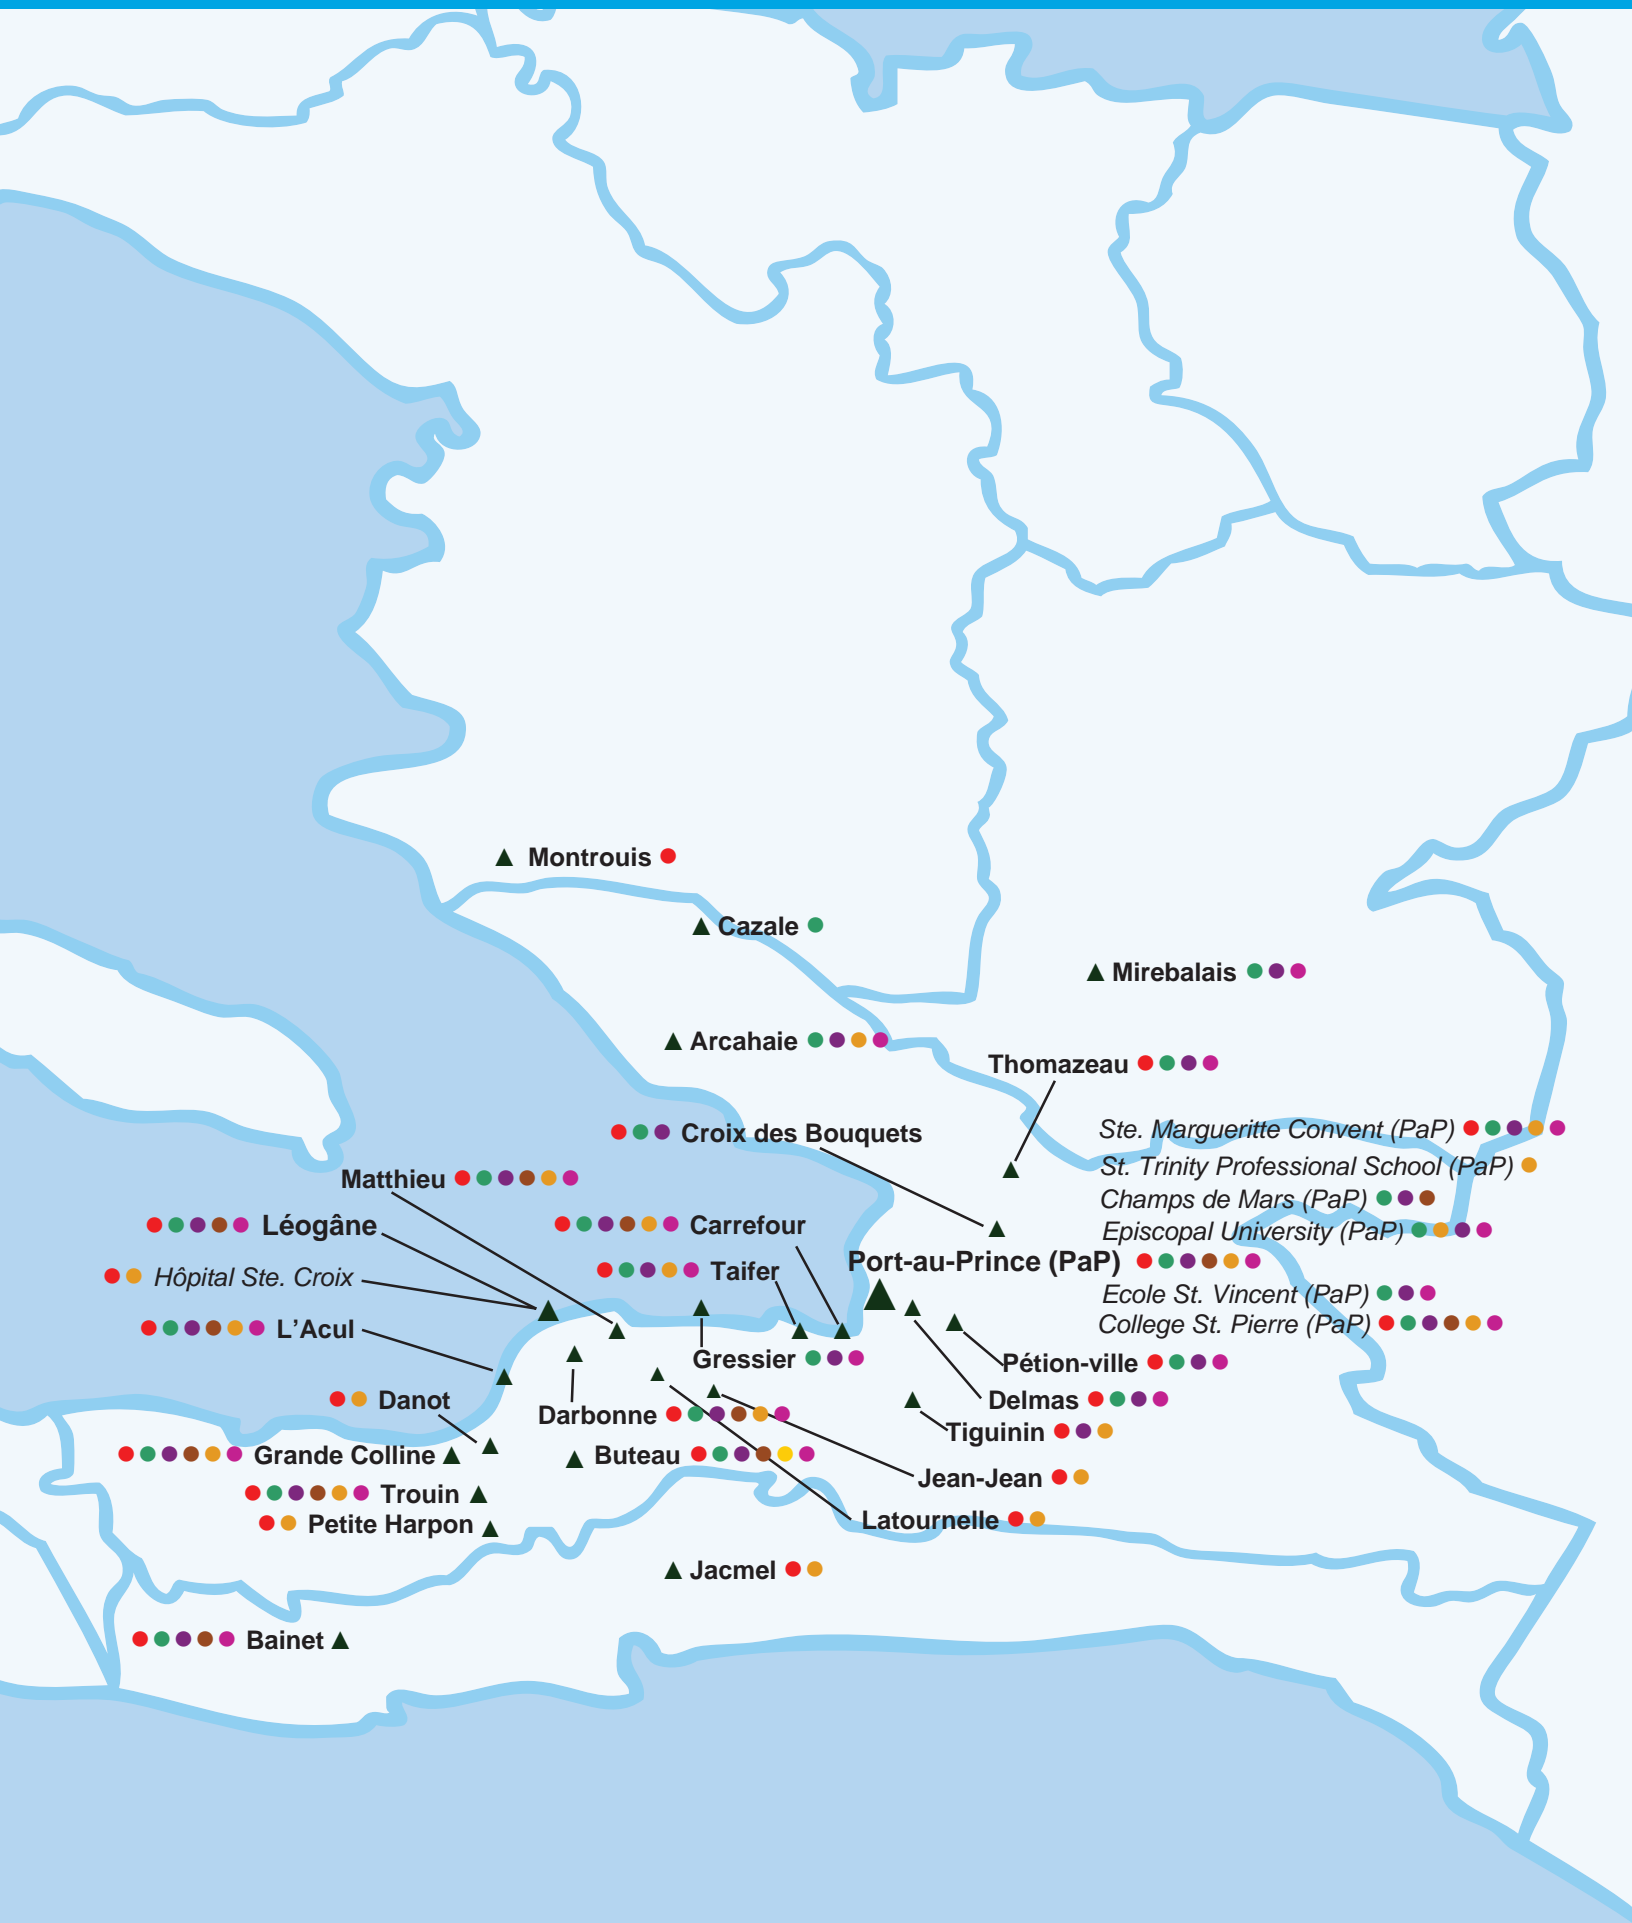 Montrouis
Cazale
Mirebalais
Arcahaie
Thomazeau
Croix des Bouquets
Ste. Margueritte Convent (PaP)
St. Trinity Professional School (PaP)
Matthieu
Champs de Mars (PaP)
Léogâne
Carrefour
Episcopal University (PaP)
Port-au-Prince (PaP)
Hôpital Ste. Croix
Taifer
Ecole St. Vincent (PaP)
College St. Pierre (PaP)
L’Acul
Gressier
Pétion-ville
Danot
Delmas
Darbonne
Tiguinin
Grande Colline
Buteau
Jean-Jean
Trouin
Latournelle
Petite Harpon
Jacmel
Bainet